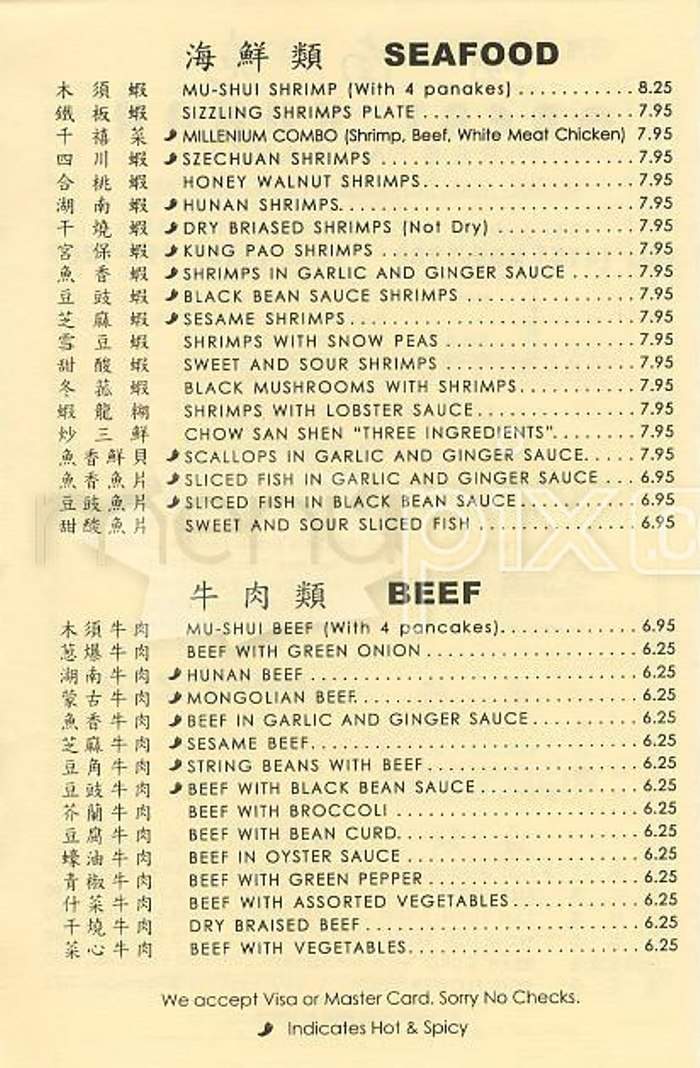 海鮮類 SEAFOOD
木須蝦 MU-SHUI SHRIMP (With 4 panakes) . . . . . . . . . . . 8.25
鐵板蝦 SIZZLING SHRIMPS PLATE . . . . . . . . . . . . . . . . . . . . 7.95
千禧菜 MILLENIUM COMBO (Shrimp, Beef, White Meat Chicken) 7.95
四川蝦 SZECHUAN SHRIMPS . . . . . . . . . . . . . . . . . . . . . . . . 7.95
合桃蝦 HONEY WALNUT SHRIMPS. . . . . . . . . . . . . . . . . . . . 7.95
湖南蝦 HUNAN SHRIMPS. . . . . . . . . . . . . . . . . . . . . . . . . . . 7.95
干燒蝦 DRY BRIASED SHRIMPS (Not Dry) . . . . . . . . . . . . . 7.95
宮保蝦 KUNG PAO SHRIMPS . . . . . . . . . . . . . . . . . . . . . . . . 7.95
魚香蝦 SHRIMPS IN GARLIC AND GINGER SAUCE . . . . . . . 7.95
豆豉蝦 BLACK BEAN SAUCE SHRIMPS . . . . . . . . . . . . . . . . 7.95
芝麻蝦 SESAME SHRIMPS . . . . . . . . . . . . . . . . . . . . . . . . . . 7.95
雪豆蝦 SHRIMPS WITH SNOW PEAS . . . . . . . . . . . . . . . . . . 7.95
甜酸蝦 SWEET AND SOUR SHRIMPS . . . . . . . . . . . . . . . . . . 7.95
冬菰蝦 BLACK MUSHROOMS WITH SHRIMPS. . . . . . . . . . . . 7.95
蝦龍糊 SHRIMPS WITH LOBSTER SAUCE . . . . . . . . . . . . . . . 7.95
炒三鮮 CHOW SAN SHEN "THREE INGREDIENTS". . . . . . . . 7.95
魚香鮮貝 SCALLOPS IN GARLIC AND GINGER SAUCE. . . . . . 7.95
魚香魚片 SLICED FISH IN GARLIC AND GINGER SAUCE . . . . 6.95
豆豉魚片 SLICED FISH IN BLACK BEAN SAUCE . . . . . . . . . . . 6.95
甜酸魚片 SWEET AND SOUR SLICED FISH . . . . . . . . . . . . . . . 6.95
menupix.c
牛肉類 BEEF
木須牛肉 MU-SHUI BEEF (With 4 pancakes). . . . . . . . . . . . . 6.95
蔥爆牛肉 BEEF WITH GREEN ONION . . . . . . . . . . . . . . . . . . . 6.25
湖南牛肉 HUNAN BEEF . . . . . . . . . . . . . . . . . . . . . . . . . . . . . 6.25
蒙古牛肉 MONGOLIAN BEEF. . . . . . . . . . . . . . . . . . . . . . . . . 6.25
魚香牛肉 BEEF IN GARLIC AND GINGER SAUCE . . . . . . . . . . 6.25
芝麻牛肉 SESAME BEEF. . . . . . . . . . . . . . . . . . . . . . . . . . . . . 6.25
豆角牛肉 STRING BEANS WITH BEEF . . . . . . . . . . . . . . . . . . . 6.25
豆豉牛肉 BEEF WITH BLACK BEAN SAUCE . . . . . . . . . . . . . . . 6.25
芥蘭牛肉 BEEF WITH BROCCOLI . . . . . . . . . . . . . . . . . . . . . . 6.25
豆腐牛肉 BEEF WITH BEAN CURD. . . . . . . . . . . . . . . . . . . . . 6.25
蠔油牛肉 BEEF IN OYSTER SAUCE . . . . . . . . . . . . . . . . . . . . . 6.25
青椒牛肉 BEEF WITH GREEN PEPPER . . . . . . . . . . . . . . . . . . . 6.25
什菜牛肉 BEEF WITH ASSORTED VEGETABLES . . . . . . . . . . . . 6.25
干燒牛肉 DRY BRAISED BEEF . . . . . . . . . . . . . . . . . . . . . . . . 6.25
菜心牛肉 BEEF WITH VEGETABLES. . . . . . . . . . . . . . . . . . . . . 6.25
We accept Visa or Master Card. Sorry No Checks.
Indicates Hot & Spicy